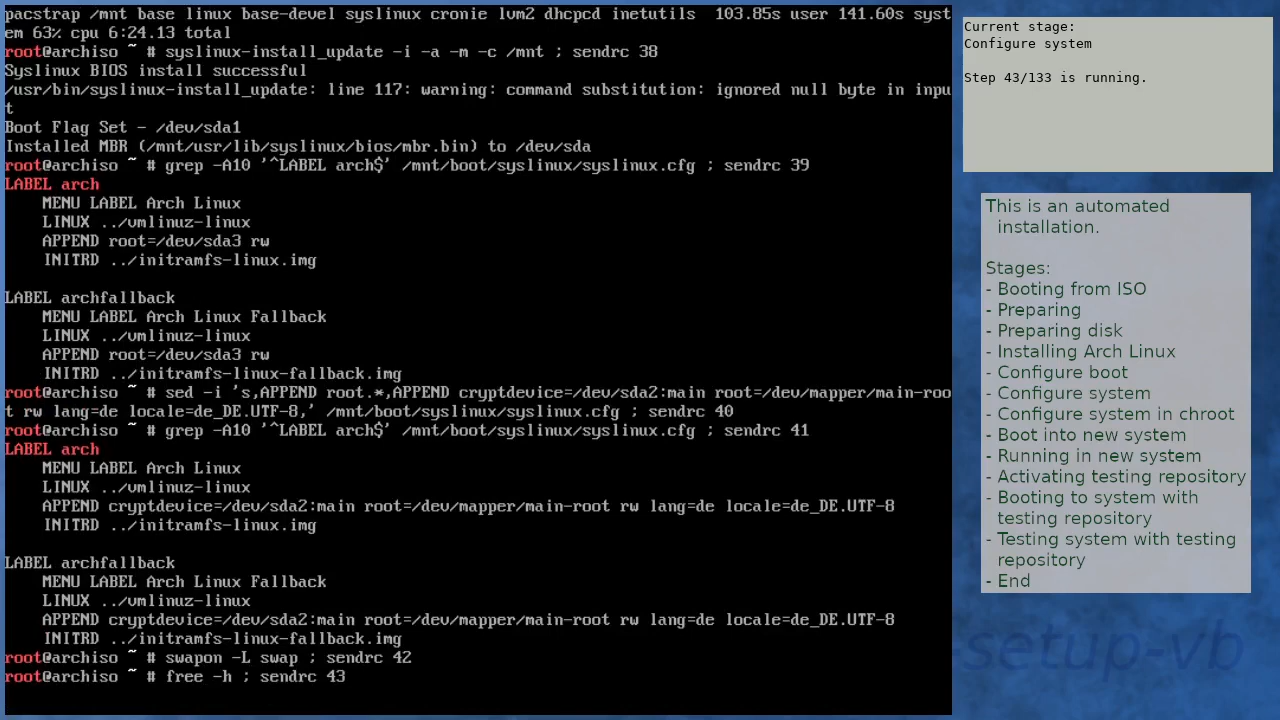 pacstrap /mnt base linux base-devel syslinux cronie lvm2 dhcpcd inetutils  103.85s user 141.60s syst
em 63% cpu 6:24.13 total
root@archiso ~ # syslinux-install_update -i -a -m -c /mnt ; sendrc 38
Syslinux BIOS install successful
/usr/bin/syslinux-install_update: line 117: warning: command substitution: ignored null byte in inpu
t
Boot Flag Set - /dev/sda1
Installed MBR (/mnt/usr/lib/syslinux/bios/mbr.bin) to /dev/sda
root@archiso ~ # grep -A10 '^LABEL arch$' /mnt/boot/syslinux/syslinux.cfg ; sendrc 39
LABEL arch
    MENU LABEL Arch Linux
    LINUX ../vmlinuz-linux
    APPEND root=/dev/sda3 rw
    INITRD ../initramfs-linux.img

LABEL archfallback
    MENU LABEL Arch Linux Fallback
    LINUX ../vmlinuz-linux
    APPEND root=/dev/sda3 rw
    INITRD ../initramfs-linux-fallback.img
root@archiso ~ # sed -i 's,APPEND root.*,APPEND cryptdevice=/dev/sda2:main root=/dev/mapper/main-roo
t rw lang=de locale=de_DE.UTF-8,' /mnt/boot/syslinux/syslinux.cfg ; sendrc 40
root@archiso ~ # grep -A10 '^LABEL arch$' /mnt/boot/syslinux/syslinux.cfg ; sendrc 41
LABEL arch
    MENU LABEL Arch Linux
    LINUX ../vmlinuz-linux
    APPEND cryptdevice=/dev/sda2:main root=/dev/mapper/main-root rw lang=de locale=de_DE.UTF-8
    INITRD ../initramfs-linux.img

LABEL archfallback
    MENU LABEL Arch Linux Fallback
    LINUX ../vmlinuz-linux
    APPEND cryptdevice=/dev/sda2:main root=/dev/mapper/main-root rw lang=de locale=de_DE.UTF-8
    INITRD ../initramfs-linux-fallback.img
root@archiso ~ # swapon -L swap ; sendrc 42
root@archiso ~ # free -h ; sendrc 43
Current stage:
Configure system

Step 43/133 is running.
This is an automated
installation.

Stages:
- Booting from ISO
- Preparing
- Preparing disk
- Installing Arch Linux
- Configure boot
- Configure system
- Configure system in chroot
- Boot into new system
- Running in new system
- Activating testing repository
- Booting to system with
testing repository
- Testing system with testing
repository
- End
-setup-vb